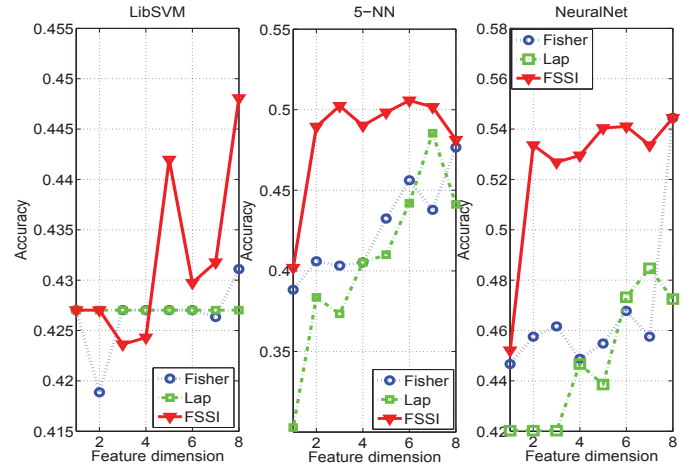 LibSVM
0.455
0.45
0.445
0.44
0.435
0.43
0.425
0.42
0.415
Accuracy
2 4 6 8
Feature dimension
Fisher
Lap
FSSI
5−NN
0.55
0.5
0.45
0.4
0.35
Accuracy
2 4 6 8
Feature dimension
Fisher
Lap
FSSI
NeuralNet
0.58
0.56
0.54
0.52
0.5
0.48
0.46
0.44
0.42
Accuracy
2 4 6 8
Feature dimension
Fisher
Lap
FSSI